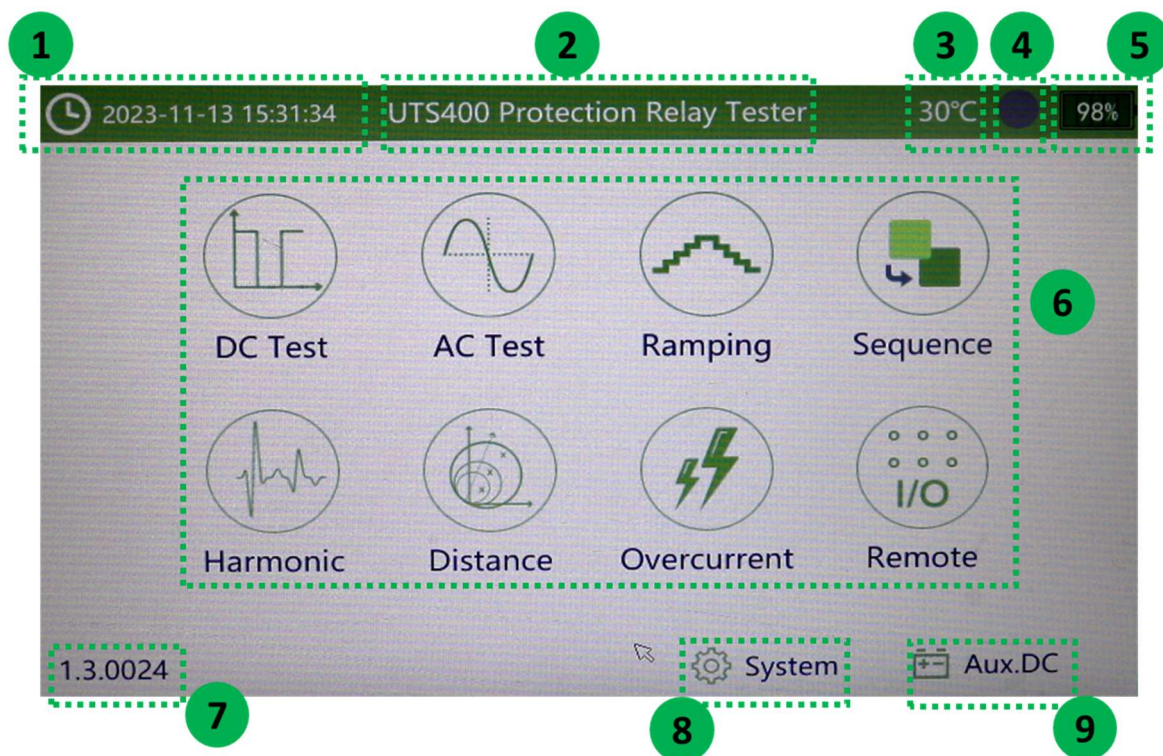 1 2 3 4 5
2023-11-13 15:31:34 UTS400 Protection Relay Tester 30℃ 98%
DC Test AC Test Ramping Sequence
6
I/O
Harmonic Distance Overcurrent Remote
1.3.0024 System Aux.DC
7 8 9